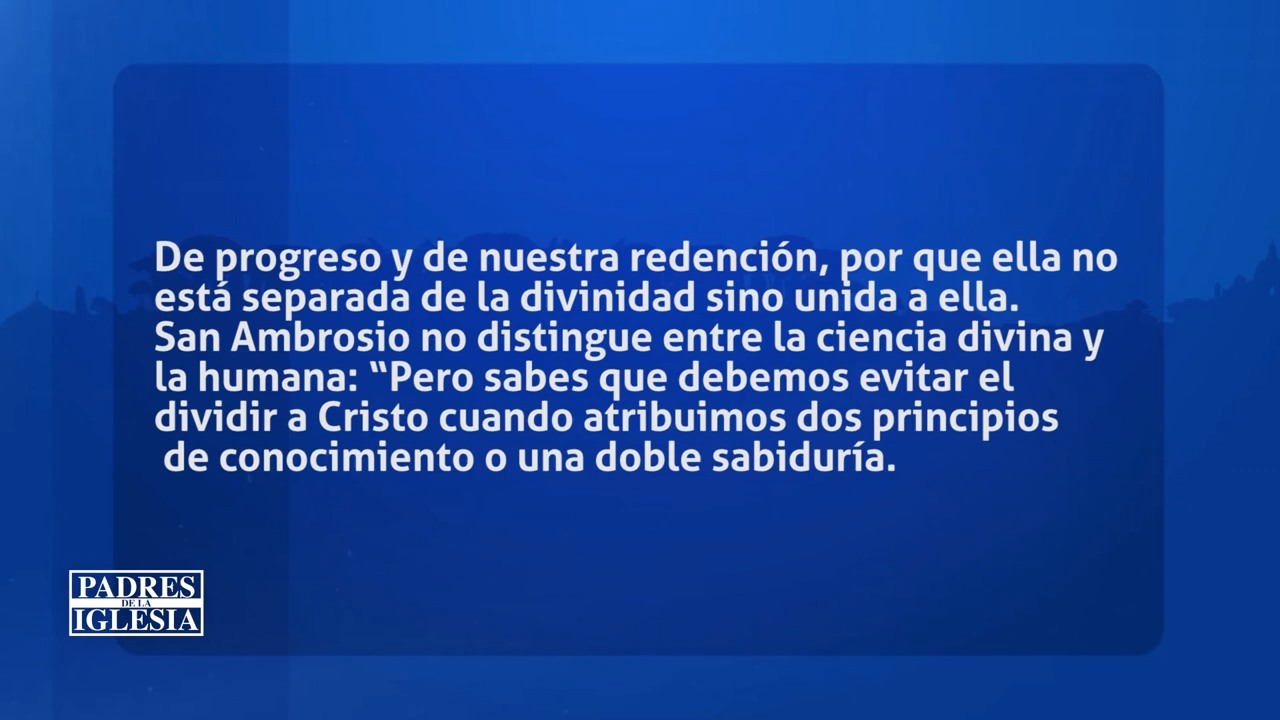 De progreso y de nuestra redención, por que ella no
está separada de la divinidad sino unida a ella.
San Ambrosio no distingue entre la ciencia divina y
la humana: “Pero sabes que debemos evitar el
dividir a Cristo cuando atribuimos dos principios
de conocimiento o una doble sabiduría.
PADRES
DE LA
IGLESIA